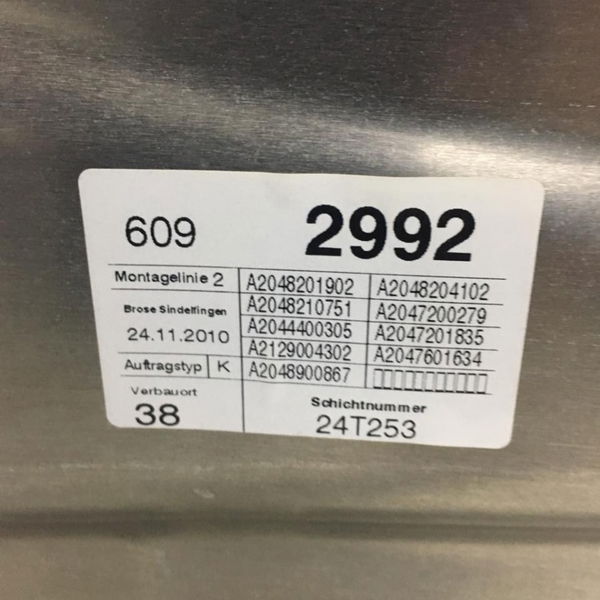 609 2992
Montagelinie 2
Brose Sindelfingen
24.11.2010
Auftragstyp K
Verbauort
38
A2048201902 A2048204102
A2048210751 A2047200279
A2044400305 A2047201835
A2129004302 A2047601634
A2048900867 □□□□□□□□□□□
Schichtnummer
24T253